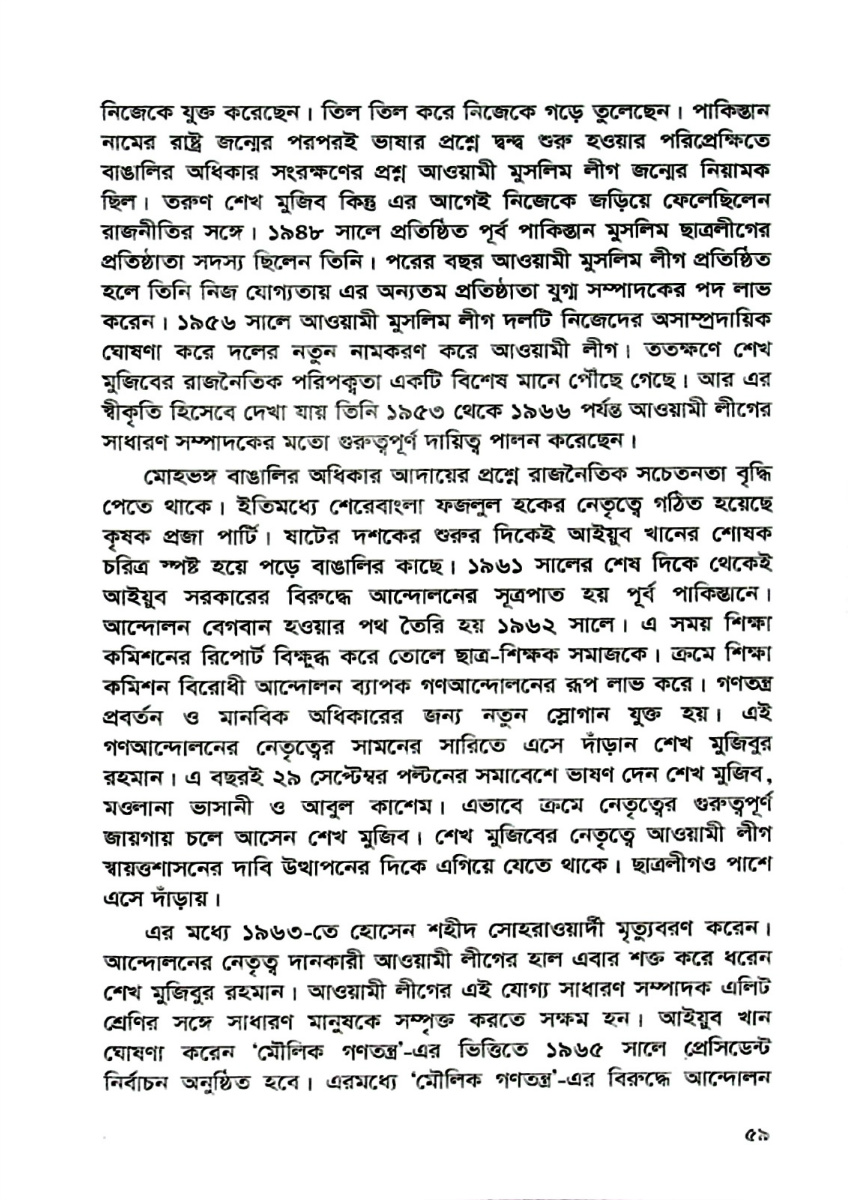 নিজেকে যুক্ত করেছেন। তিল তিল করে নিজেকে গড়ে তুলেছেন। পাকিস্তান
নামের রাষ্ট্র জন্মের পরপরই ভাষার প্রশ্নে দ্বন্দ্ব শুরু হওয়ার পরিপ্রেক্ষিতে
বাঙালির অধিকার সংরক্ষণের প্রশ্ন আওয়ামী মুসলিম লীগ জন্মের নিয়ামক
ছিল। তরুণ শেখ মুজিব কিন্তু এর আগেই নিজেকে জড়িয়ে ফেলেছিলেন
রাজনীতির সঙ্গে। ১৯৪৮ সালে প্রতিষ্ঠিত পূর্ব পাকিস্তান মুসলিম ছাত্রলীগের
প্রতিষ্ঠাতা সদস্য ছিলেন তিনি। পরের বছর আওয়ামী মুসলিম লীগ প্রতিষ্ঠিত
হলে তিনি নিজ যোগ্যতায় এর অন্যতম প্রতিষ্ঠাতা যুগ্ম সম্পাদকের পদ লাভ
করেন। ১৯৫৬ সালে আওয়ামী মুসলিম লীগ দলটি নিজেদের অসাম্প্রদায়িক
ঘোষণা করে দলের নতুন নামকরণ করে আওয়ামী লীগ। ততক্ষণে শেখ
মুজিবের রাজনৈতিক পরিপক্বতা একটি বিশেষ মানে পৌঁছে গেছে। আর এর
স্বীকৃতি হিসেবে দেখা যায় তিনি ১৯৫৩ থেকে ১৯৬৬ পর্যন্ত আওয়ামী লীগের
সাধারণ সম্পাদকের মতো গুরুত্বপূর্ণ দায়িত্ব পালন করেছেন।
মোহভঙ্গ বাঙালির অধিকার আদায়ের প্রশ্নে রাজনৈতিক সচেতনতা বৃদ্ধি
পেতে থাকে। ইতিমধ্যে শেরেবাংলা ফজলুল হকের নেতৃত্বে গঠিত হয়েছে
কৃষক প্রজা পার্টি। ষাটের দশকের শুরুর দিকেই আইয়ুব খানের শোষক
চরিত্র স্পষ্ট হয়ে পড়ে বাঙালির কাছে। ১৯৬১ সালের শেষ দিকে থেকেই
আইয়ুব সরকারের বিরুদ্ধে আন্দোলনের সূত্রপাত হয় পূর্ব পাকিস্তানে।
আন্দোলন বেগবান হওয়ার পথ তৈরি হয় ১৯৬২ সালে। এ সময় শিক্ষা
কমিশনের রিপোর্ট বিক্ষুব্ধ করে তোলে ছাত্র-শিক্ষক সমাজকে। ক্রমে শিক্ষা
কমিশন বিরোধী আন্দোলন ব্যাপক গণআন্দোলনের রূপ লাভ করে। গণতন্ত্র
প্রবর্তন ও মানবিক অধিকারের জন্য নতুন স্লোগান যুক্ত হয়। এই
গণআন্দোলনের নেতৃত্বের সামনের সারিতে এসে দাঁড়ান শেখ মুজিবুর
রহমান। এ বছরই ২৯ সেপ্টেম্বর পল্টনের সমাবেশে ভাষণ দেন শেখ মুজিব,
মওলানা ভাসানী ও আবুল কাশেম। এভাবে ক্রমে নেতৃত্বের গুরুত্বপূর্ণ
জায়গায় চলে আসেন শেখ মুজিব। শেখ মুজিবের নেতৃত্বে আওয়ামী লীগ
স্বায়ত্তশাসনের দাবি উত্থাপনের দিকে এগিয়ে যেতে থাকে। ছাত্রলীগও পাশে
এসে দাঁড়ায়।
এর মধ্যে ১৯৬৩-তে হোসেন শহীদ সোহরাওয়ার্দী মৃত্যুবরণ করেন।
আন্দোলনের নেতৃত্ব দানকারী আওয়ামী লীগের হাল এবার শক্ত করে ধরেন
শেখ মুজিবুর রহমান। আওয়ামী লীগের এই যোগ্য সাধারণ সম্পাদক এলিট
শ্রেণির সঙ্গে সাধারণ মানুষকে সম্পৃক্ত করতে সক্ষম হন। আইয়ুব খান
ঘোষণা করেন ‘মৌলিক গণতন্ত্র’-এর ভিত্তিতে ১৯৬৫ সালে প্রেসিডেন্ট
নির্বাচন অনুষ্ঠিত হবে। এরমধ্যে ‘মৌলিক গণতন্ত্র’-এর বিরুদ্ধে আন্দোলন
৫৯